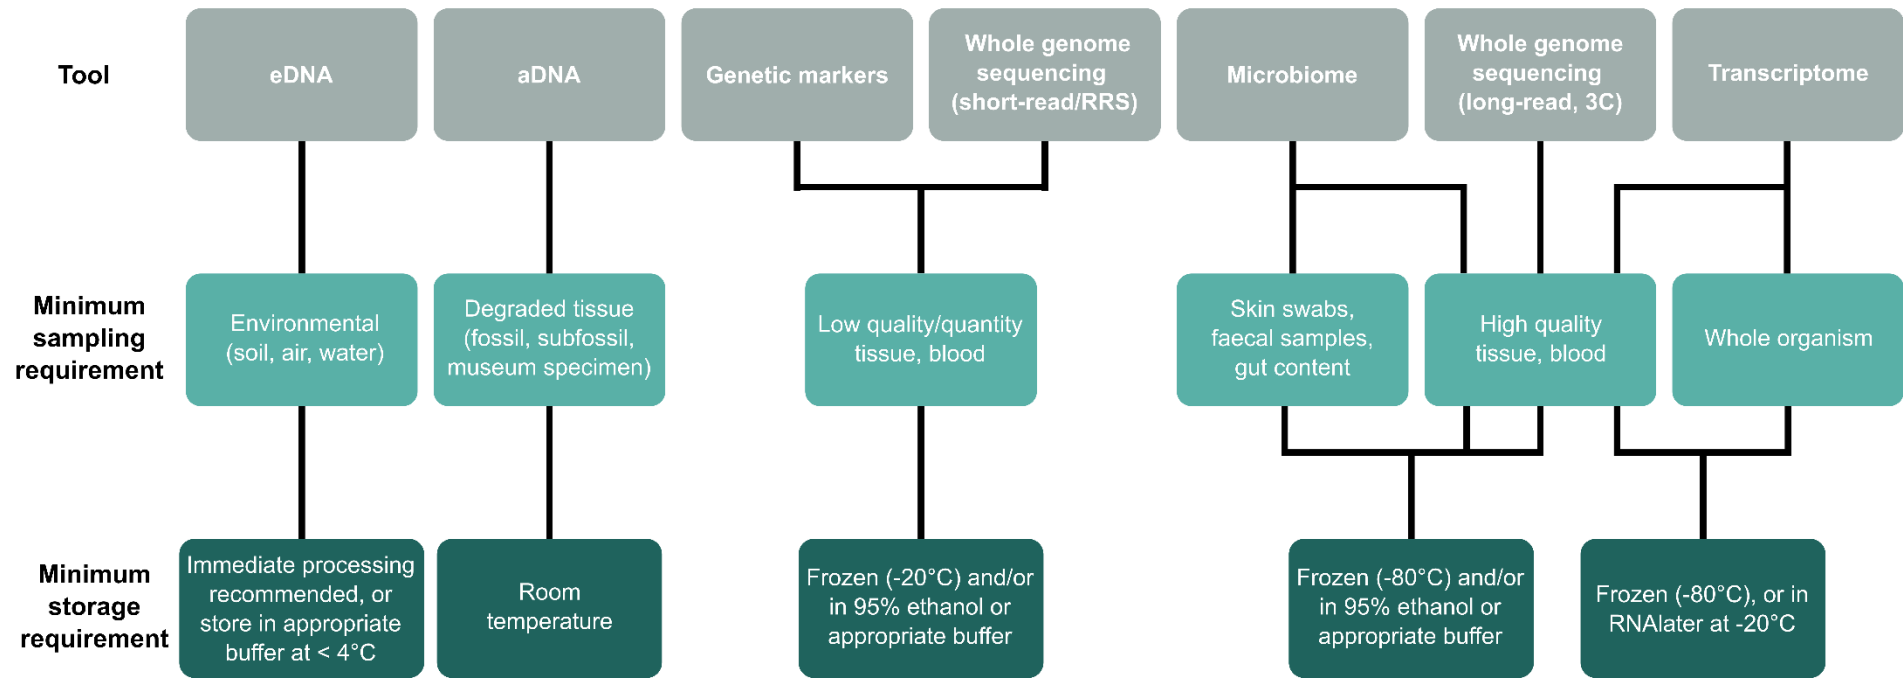 Tool
eDNA
aDNA
Genetic markers
Whole genome
sequencing
(short-read/RRS)
Microbiome
Whole genome
sequencing
(long-read, 3C)
Transcriptome
Minimum
sampling
requirement
Environmental
(soil, air, water)
Degraded tissue
(fossil, subfossil,
museum specimen)
Low quality/quantity
tissue, blood
Skin swabs,
faecal samples,
gut content
High quality
tissue, blood
Whole organism
Minimum
storage
requirement
Immediate processing
recommended, or
store in appropriate
buffer at < 4°C
Room
temperature
Frozen (-20°C) and/or
in 95% ethanol or
appropriate buffer
Frozen (-80°C) and/or
in 95% ethanol or
appropriate buffer
Frozen (-80°C), or in
RNAlater at -20°C